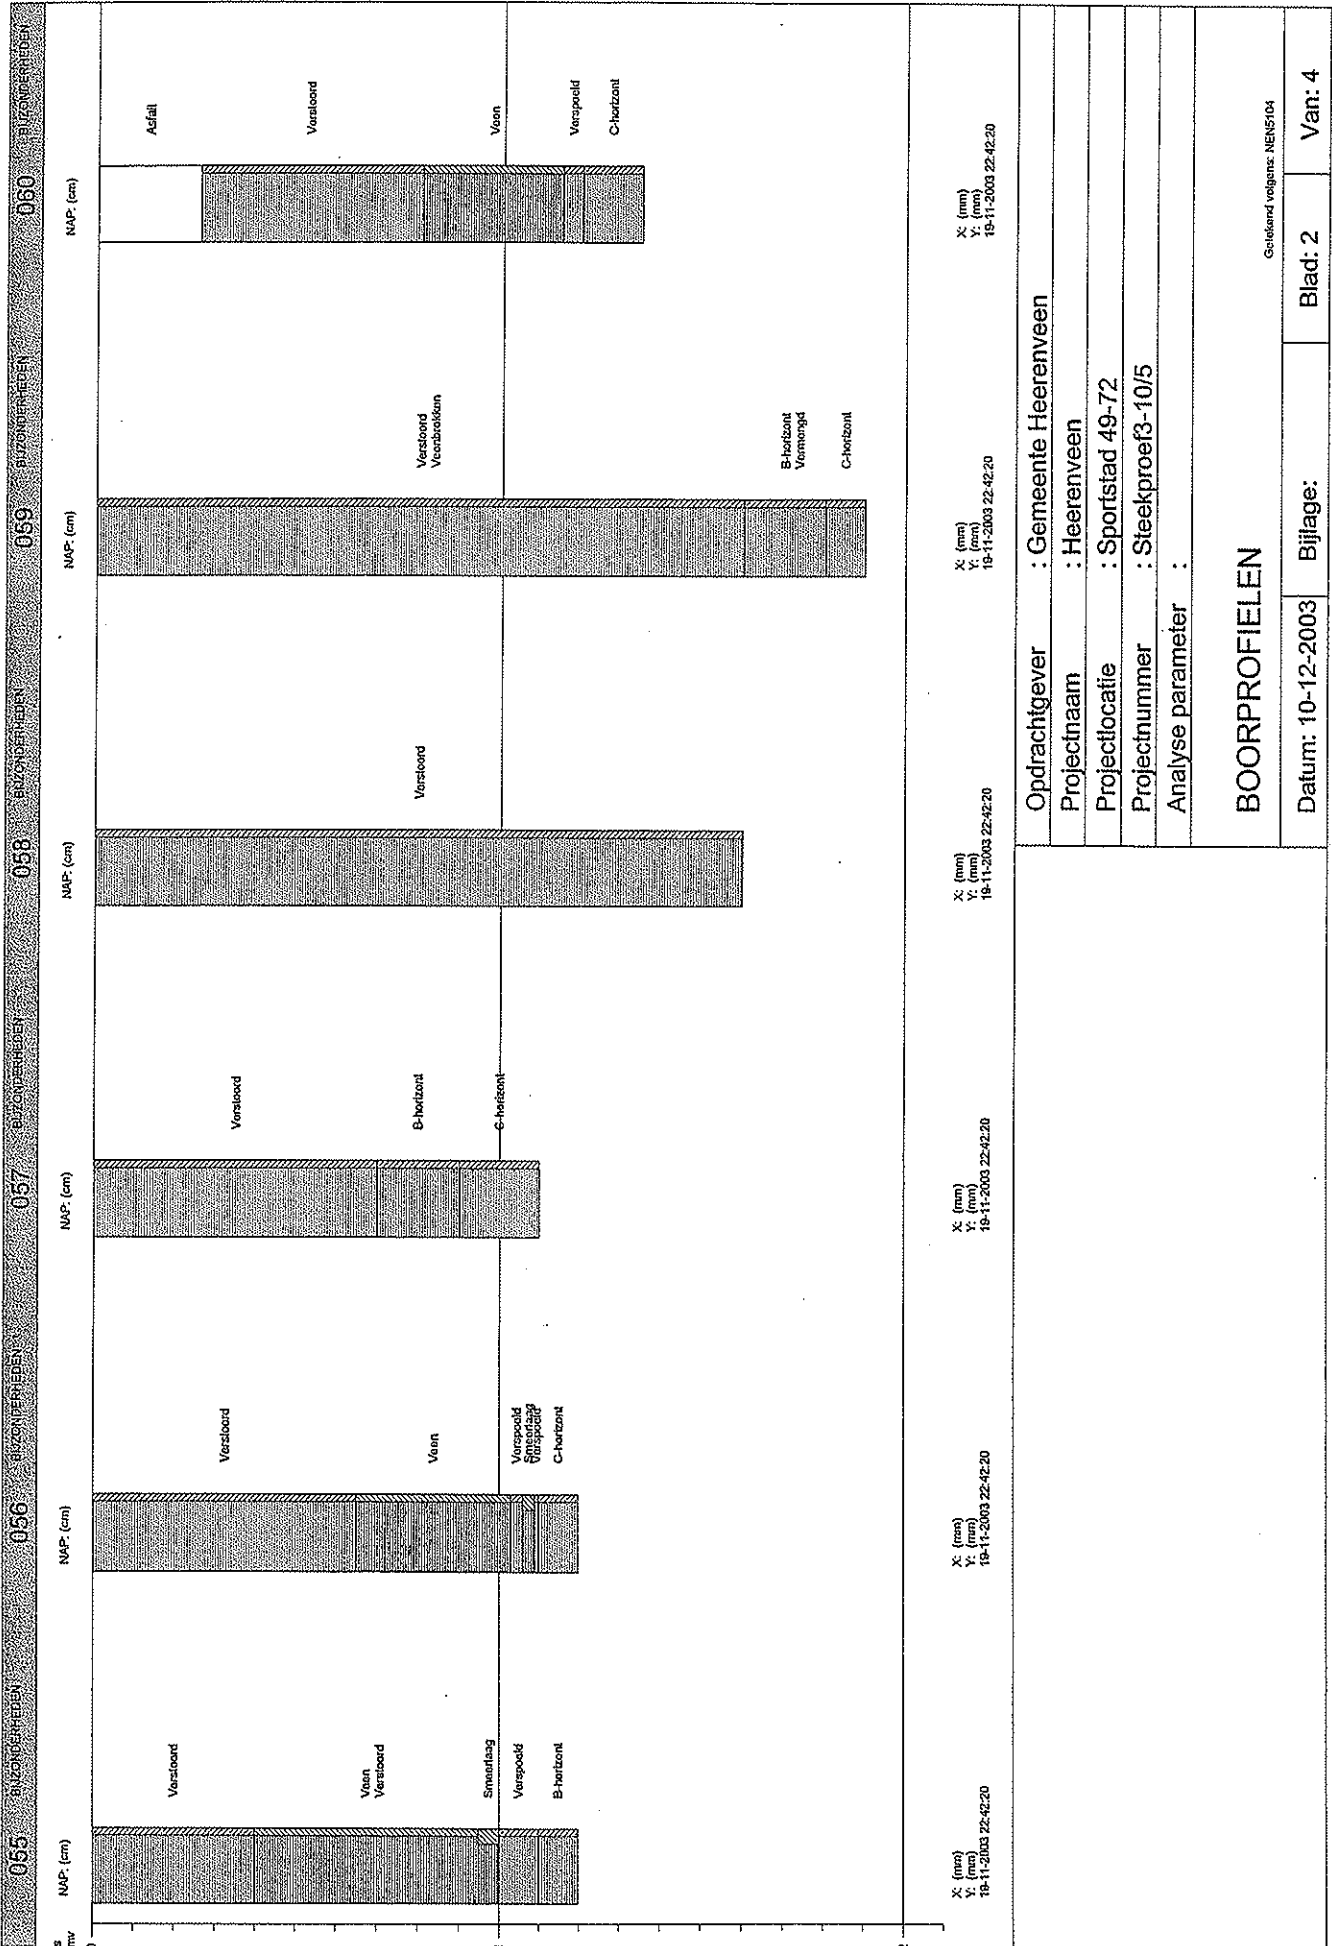 055 BIJZONDERHEDEN 056 BIJZONDERHEDEN 057 BIJZONDERHEDEN 058 BIJZONDERHEDEN 059 BIJZONDERHEDEN 060 BIJZONDERHEDEN
NAP: (cm) NAP: (cm) NAP: (cm) NAP: (cm) NAP: (cm) NAP: (cm)
Verstoord
Veen
Verstoord
Smeerlaag
Verspoeld
B-horizont
Verstoord
Veen
Verspoeld
Smeerlaag
Verspoeld
C-horizont
Verstoord
B-horizont
C-horizont
Verstoord
Verstoord
Veenbrokken
B-horizont
Vermengd
C-horizont
Asfalt
Verstoord
Veen
Verspoeld
C-horizont
X: (mm) X: (mm) X: (mm) X: (mm) X: (mm) X: (mm)
Y: (mm) Y: (mm) Y: (mm) Y: (mm) Y: (mm) Y: (mm)
19-11-2003 22:42:20 19-11-2003 22:42:20 19-11-2003 22:42:20 19-11-2003 22:42:20 19-11-2003 22:42:20 19-11-2003 22:42:20
Opdrachtgever : Gemeente Heerenveen
Projectnaam : Heerenveen
Projectlocatie : Sportstad 49-72
Projectnummer : Steekproef3-10/5
Analyse parameter :
BOORPROFIELEN
Getekend volgens: NEN5104
Datum: 10-12-2003 Bijlage: Blad: 2 Van: 4